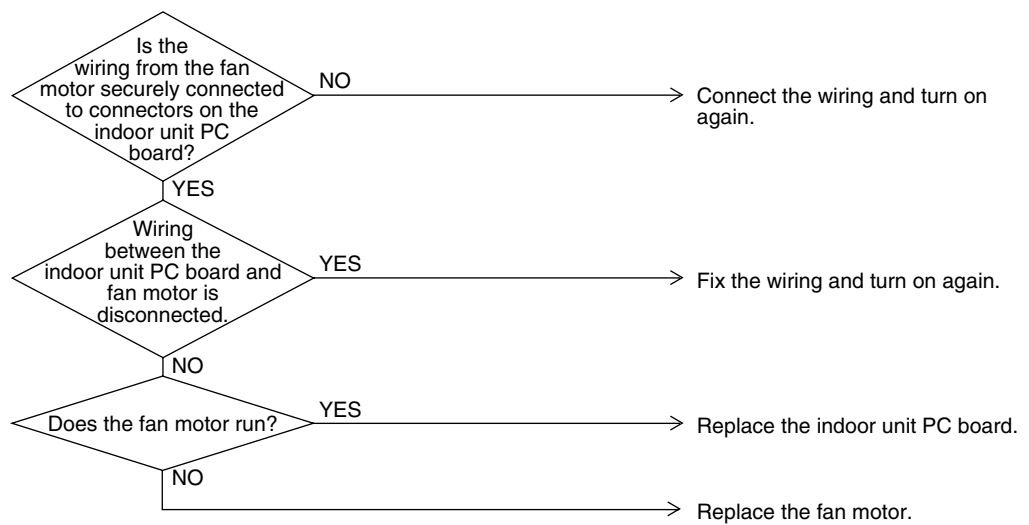 Is the
wiring from the fan
motor securely connected
to connectors on the
indoor unit PC
board?
NO
Connect the wiring and turn on
again.
YES
Wiring
between the
indoor unit PC board and
fan motor is
disconnected.
YES
Fix the wiring and turn on again.
NO
Does the fan motor run?
YES
Replace the indoor unit PC board.
NO
Replace the fan motor.